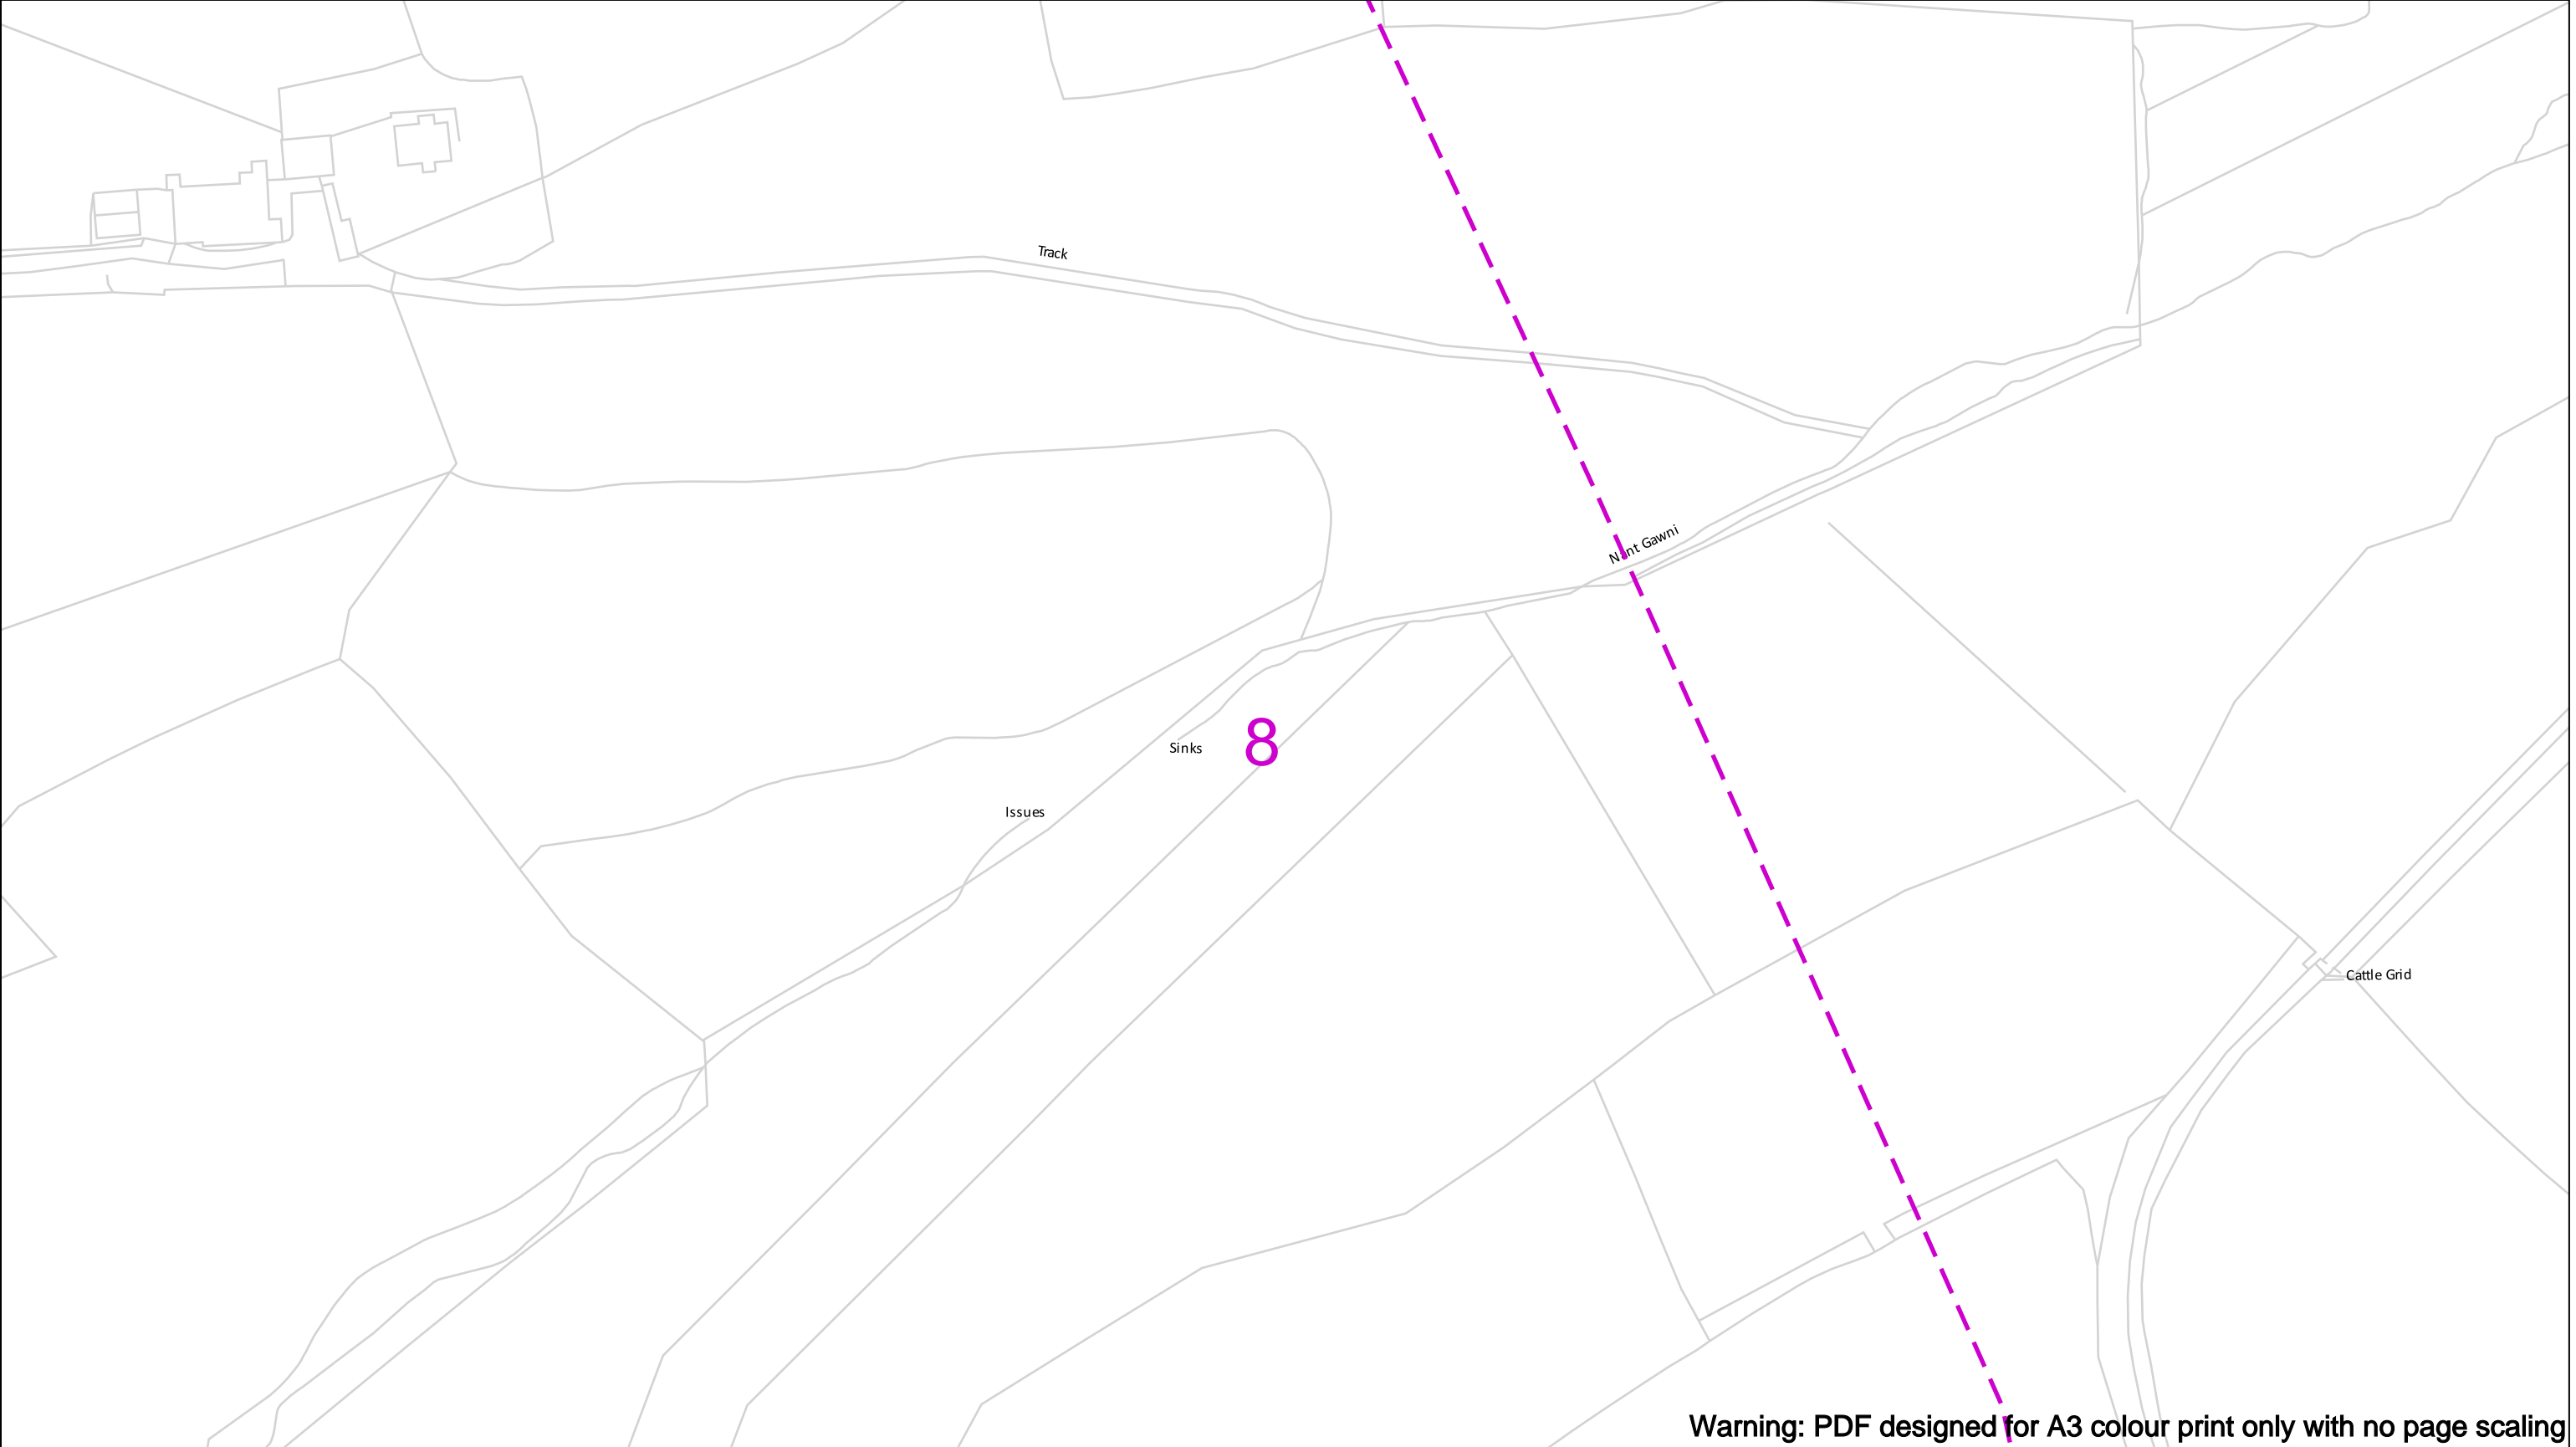 Track
Nant Gawni
8
Sinks
Issues
Cattle Grid
Warning: PDF designed for A3 colour print only with no page scaling